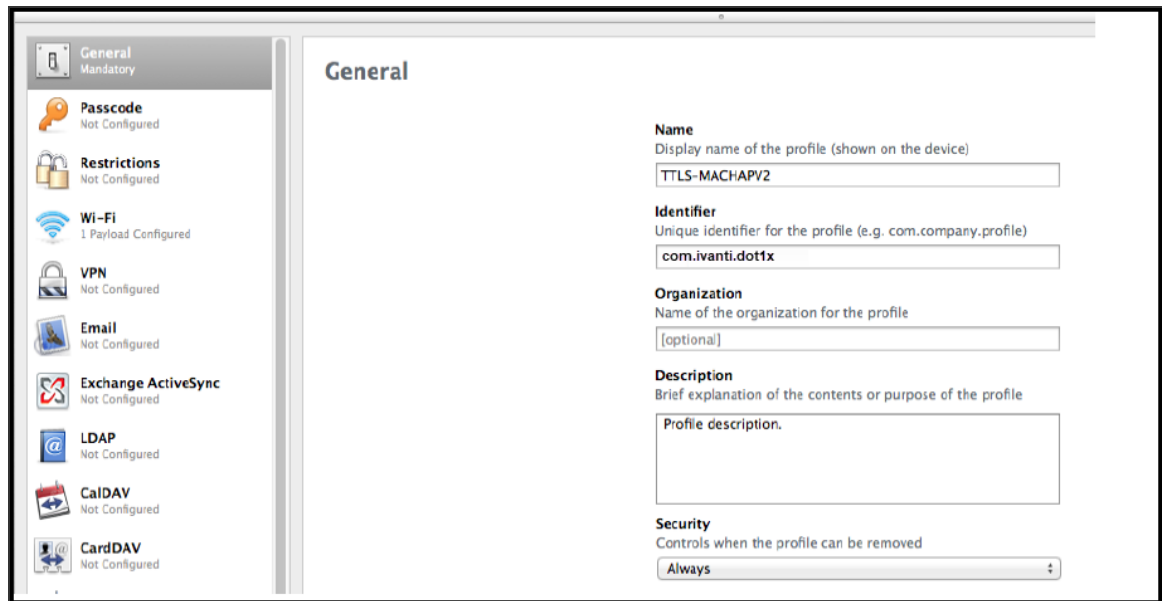 General
Mandatory
Passcode
Not Configured
Restrictions
Not Configured
Wi-Fi
1 Payload Configured
VPN
Not Configured
Email
Not Configured
Exchange ActiveSync
Not Configured
LDAP
Not Configured
CalDAV
Not Configured
CardDAV
Not Configured
General
Name
Display name of the profile (shown on the device)
TTLS-MACHAPV2
Identifier
Unique identifier for the profile (e.g. com.company.profile)
com.ivanti.dot1x
Organization
Name of the organization for the profile
[optional]
Description
Brief explanation of the contents or purpose of the profile
Profile description.
Security
Controls when the profile can be removed
Always